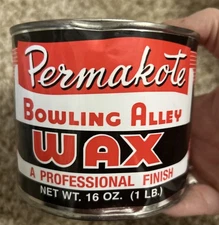 Permakote
BOWLING ALLEY
WAX
A PROFESSIONAL FINISH
NET WT. 16 OZ. (1 LB.)